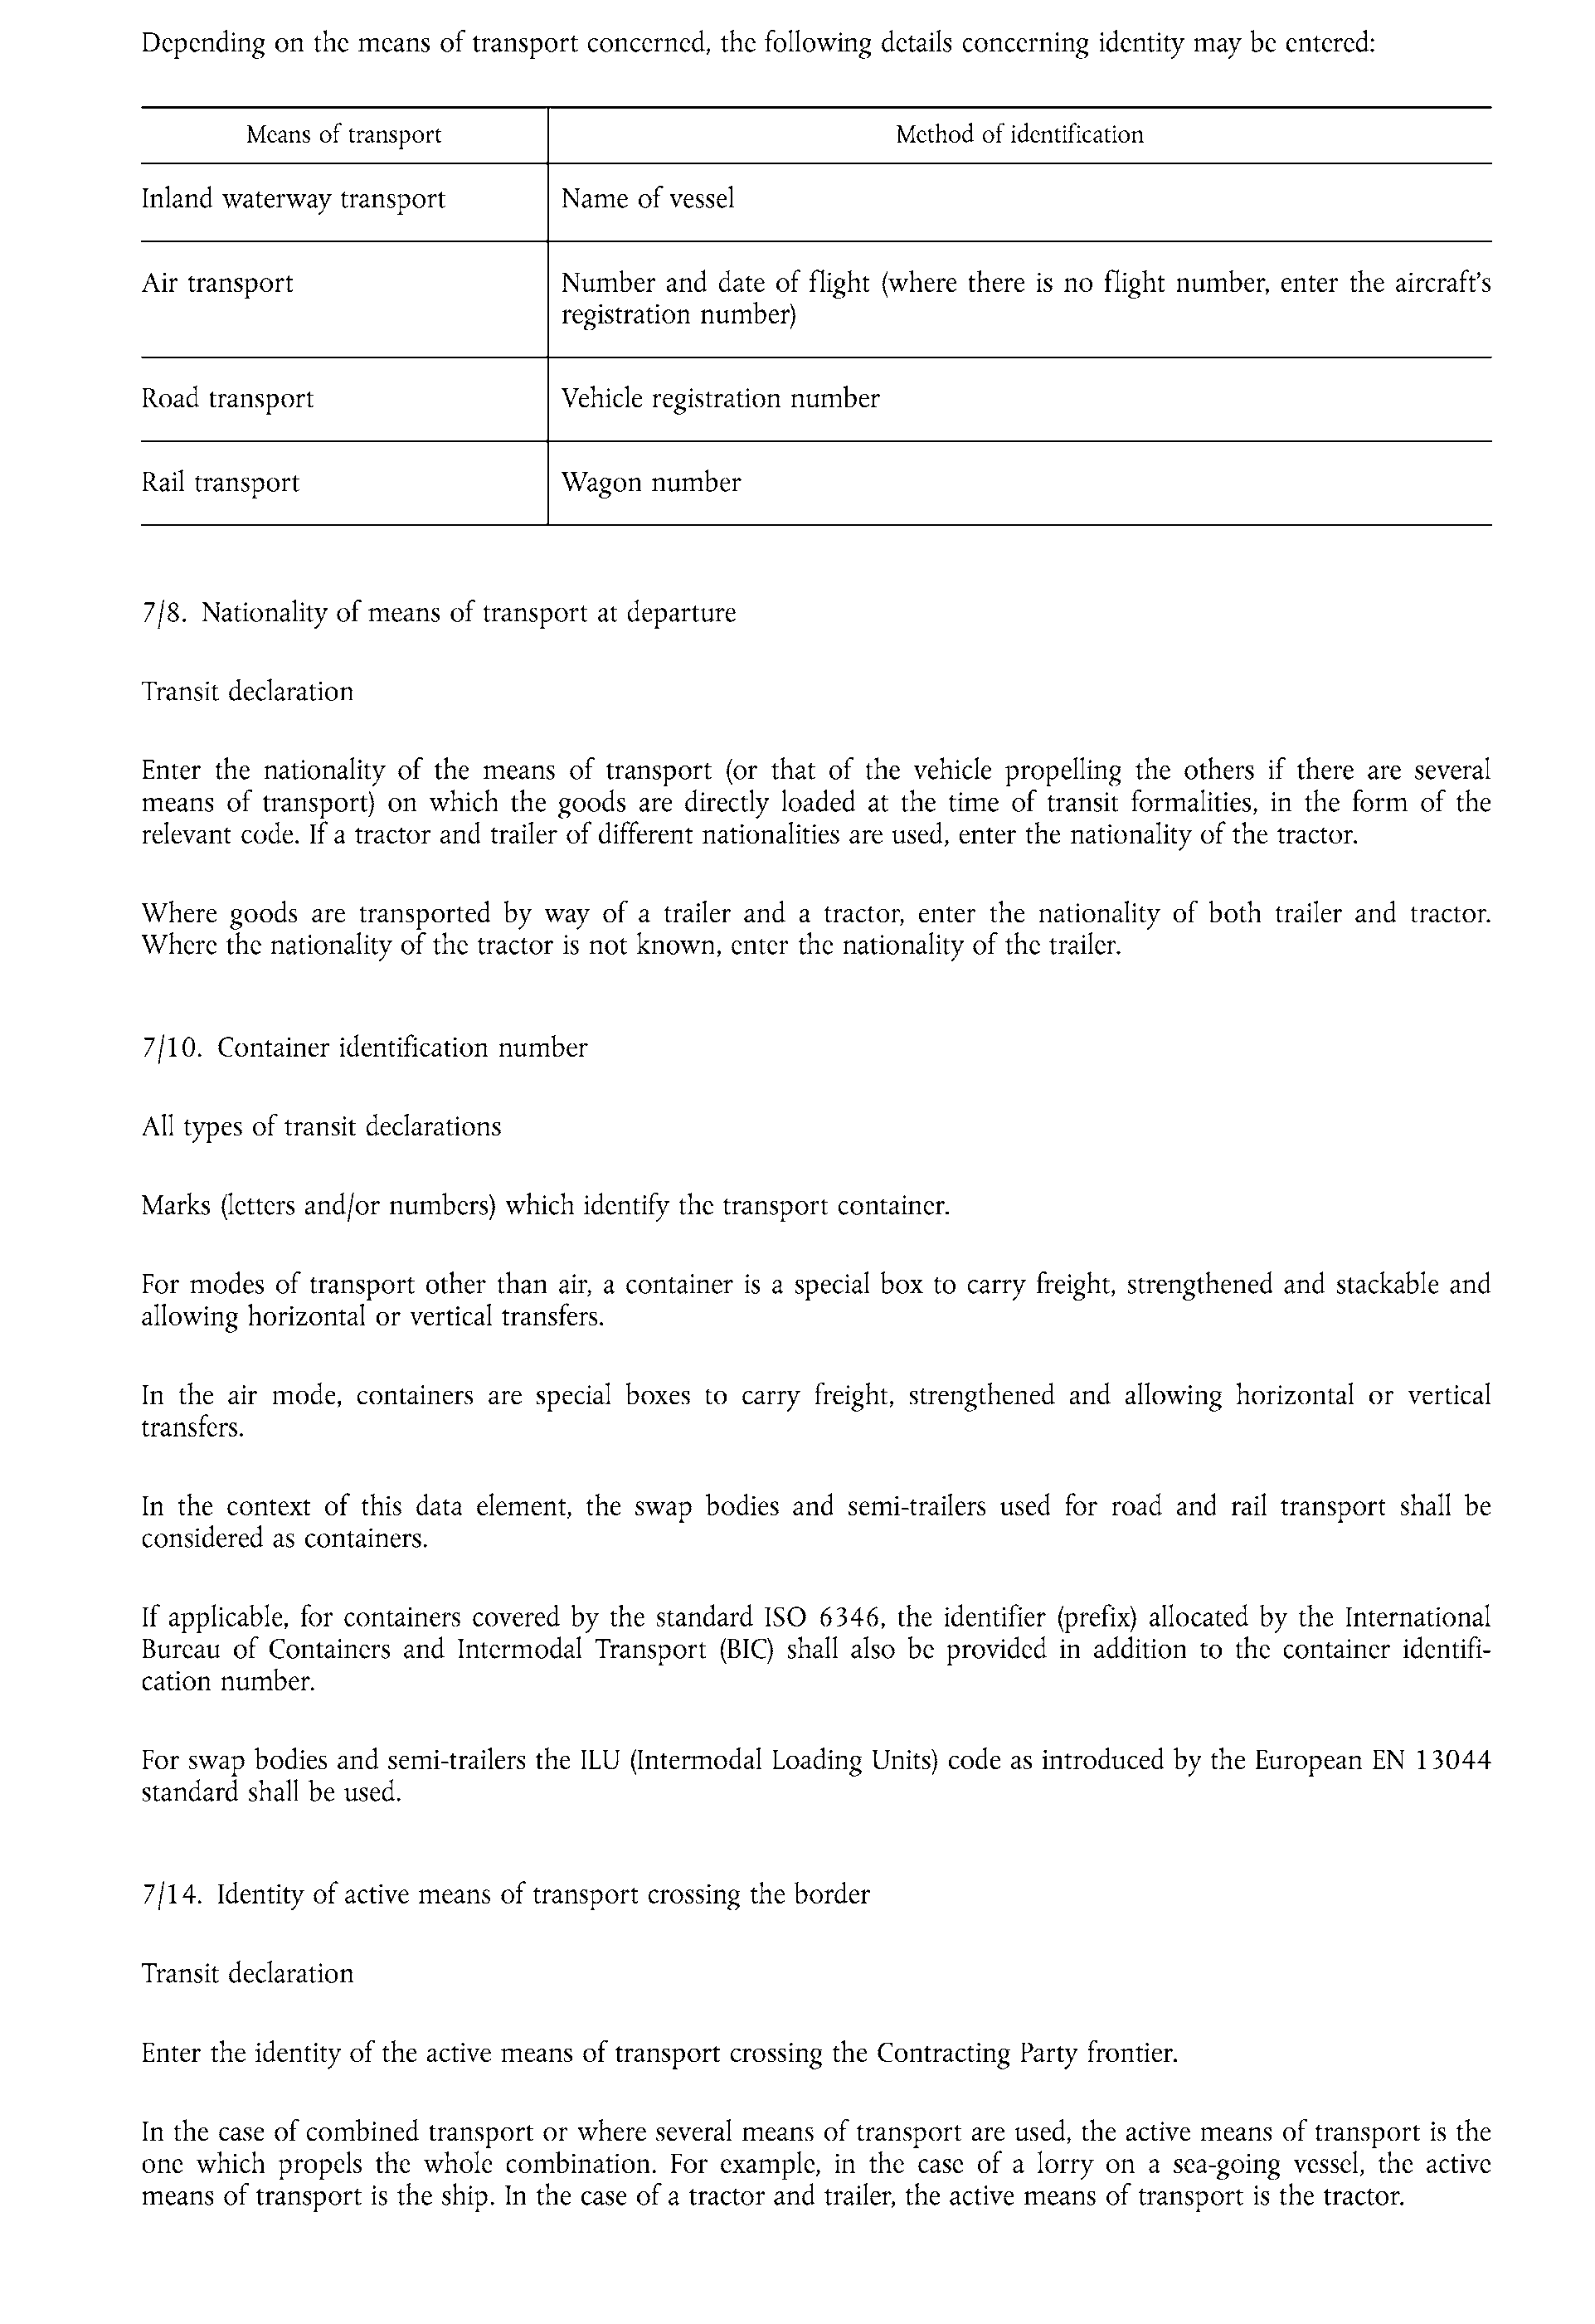 Depending on the means of transport concerned, the following details concerning identity may be entered:
Means of transport
Method of identification
Inland waterway transport
Name of vessel
Air transport
Number and date of flight (where there is no flight number, enter the aircraft's
registration number)
Road transport
Vehicle registration number
Rail transport
Wagon number
7/8. Nationality of means of transport at departure
Transit declaration
Enter the nationality of the means of transport (or that of the vehicle propelling the others if there are several
means of transport) on which the goods are directly loaded at the time of transit formalities, in the form of the
relevant code. If a tractor and trailer of different nationalities are used, enter the nationality of the tractor.
Where goods are transported by way of a trailer and a tractor, enter the nationality of both trailer and tractor.
Where the nationality of the tractor is not known, enter the nationality of the trailer.
7/10. Container identification number
All types of transit declarations
Marks (letters and/or numbers) which identify the transport container.
For modes of transport other than air, a container is a special box to carry freight, strengthened and stackable and
allowing horizontal or vertical transfers.
In the air mode, containers are special boxes to carry freight, strengthened and allowing horizontal or vertical
transfers.
In the context of this data element, the swap bodies and semi-trailers used for road and rail transport shall be
considered as containers.
If applicable, for containers covered by the standard ISO 6346, the identifier (prefix) allocated by the International
Bureau of Containers and Intermodal Transport (BIC) shall also be provided in addition to the container identifi-
cation number.
For swap bodies and semi-trailers the ILU (Intermodal Loading Units) code as introduced by the European EN 13044
standard shall be used.
7/14. Identity of active means of transport crossing the border
Transit declaration
Enter the identity of the active means of transport crossing the Contracting Party frontier.
In the case of combined transport or where several means of transport are used, the active means of transport is the
one which propels the whole combination. For example, in the case of a lorry on a sea-going vessel, the active
means of transport is the ship. In the case of a tractor and trailer, the active means of transport is the tractor.